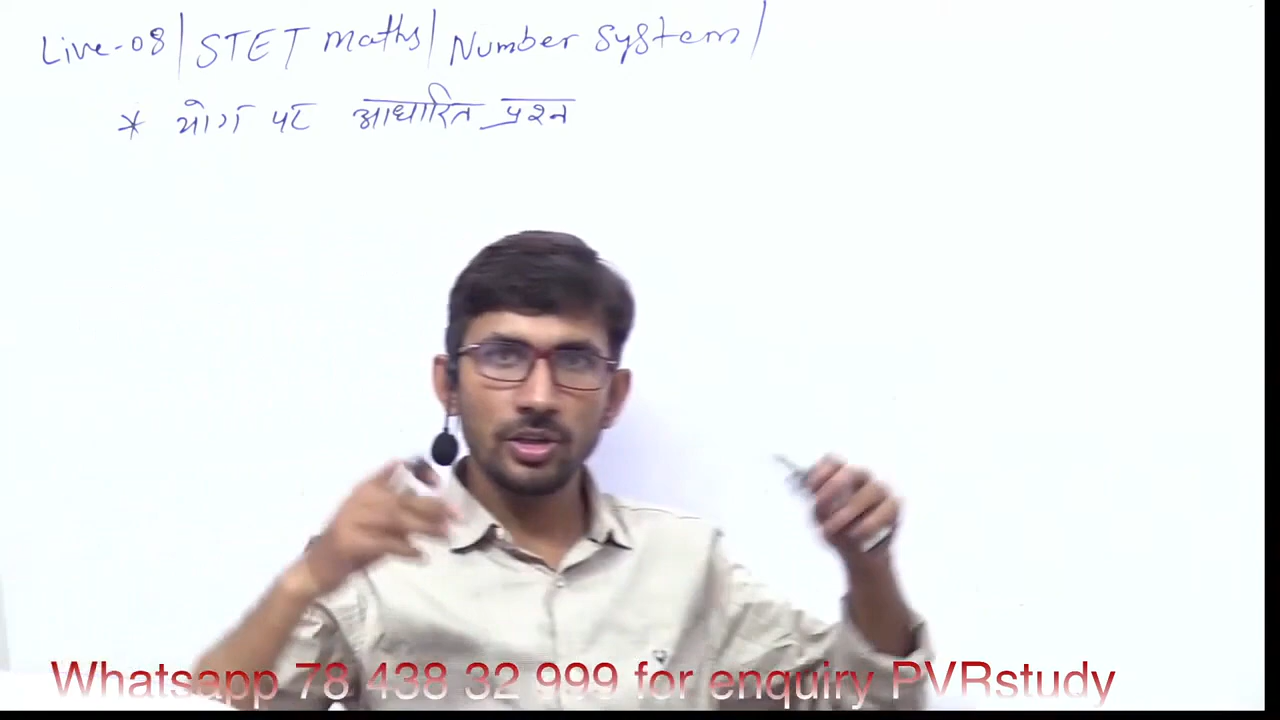 Live-08| STET maths| Number System|
* योग पर आधारित प्रश्न
Whatsapp 78 438 32 999 for enquiry PVRstudy